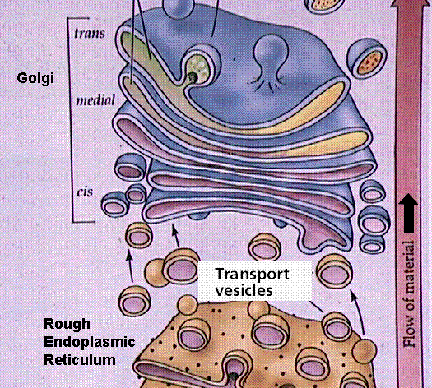 trans
Golgi
medial
cis
Transport
vesicles
Flow of material
Rough
Endoplasmic
Reticulum